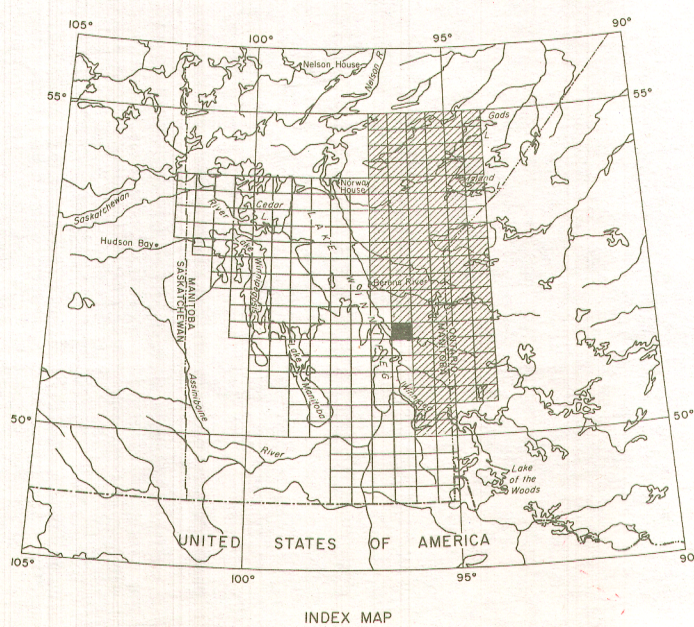 105°
100°
95°
90°
Nelson House
Nelson R
55°
55°
Gods
L
Norway
House
Island
Saskatchewan
River
Cedar
L
LAKE
Hudson Bay
Lake Winnipegosis
Berens River
MANITOBA
SASKATCHEWAN
WINNIPEG
ONTARIO
MANITOBA
Lake
Manitoba
Winnipeg
Assiniboine
50°
50°
River
Lake
of the
Woods
UNITED STATES OF AMERICA
105°
100°
95°
90
INDEX MAP